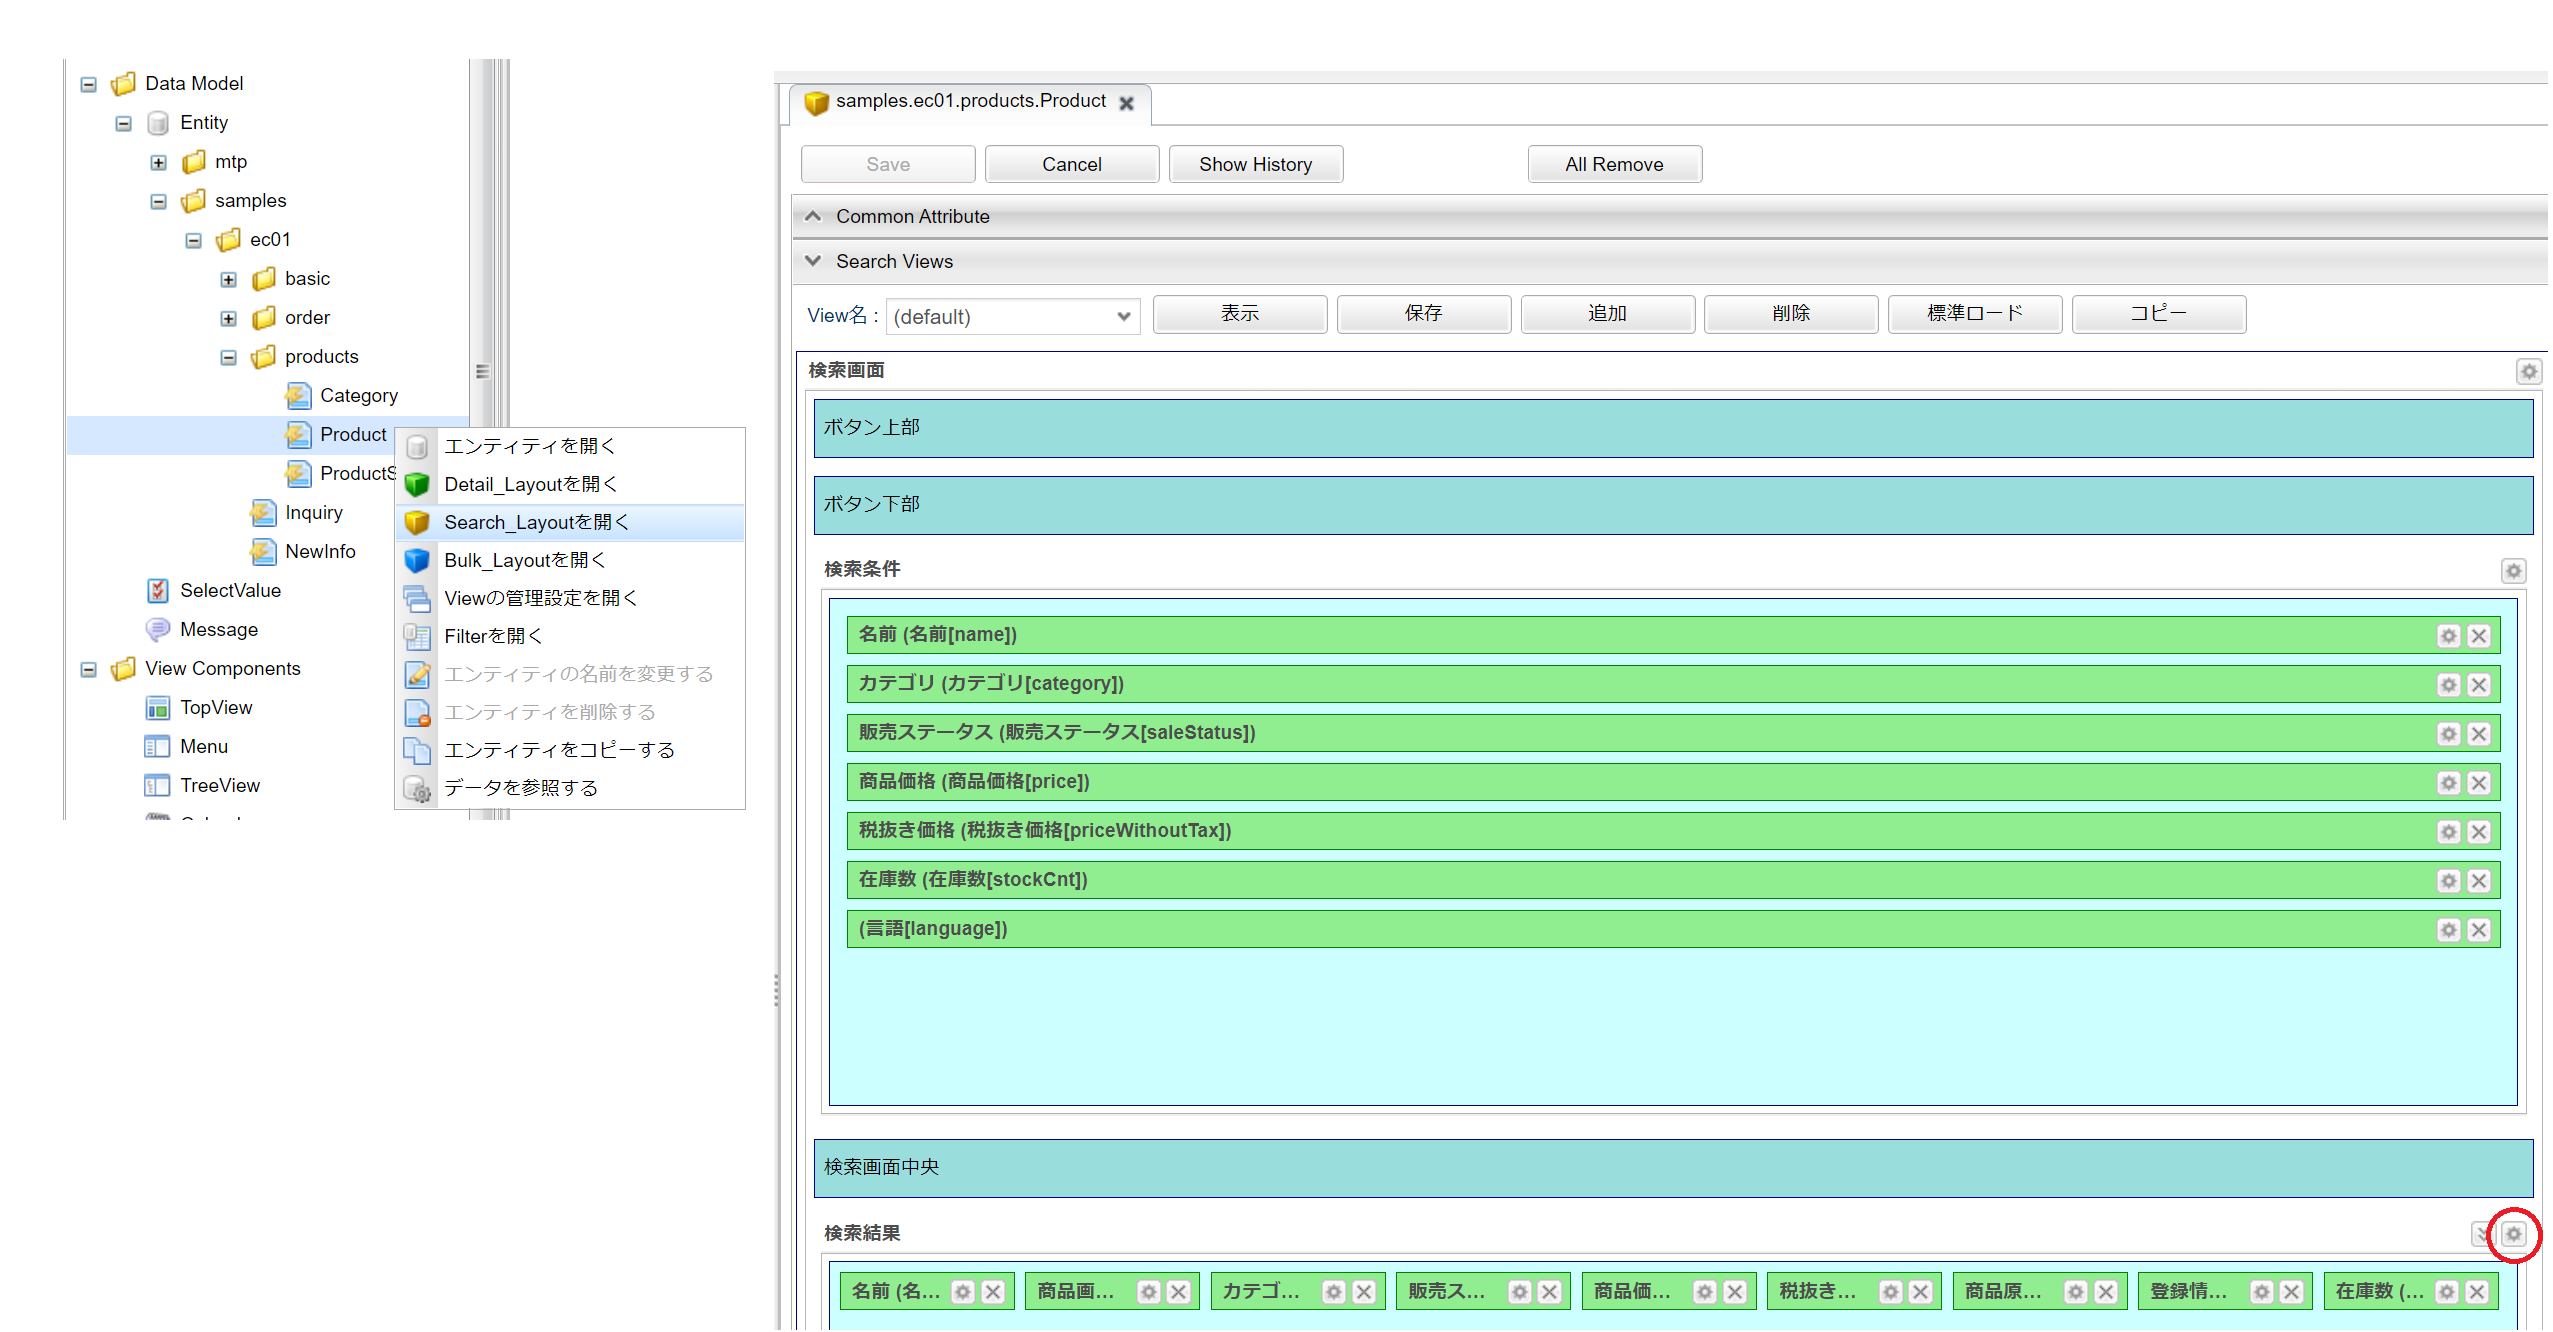 Data Model
Entity
mtp
samples
ec01
basic
order
products
Category
Product
ProductS
Inquiry
NewInfo
SelectValue
Message
View Components
TopView
Menu
TreeView
エンティティを開く
Detail_Layoutを開く
Search_Layoutを開く
Bulk_Layoutを開く
Viewの管理設定を開く
Filterを開く
エンティティの名前を変更する
エンティティを削除する
エンティティをコピーする
データを参照する
samples.ec01.products.Product
Save Cancel Show History All Remove
Common Attribute
Search Views
View名 : (default) 表示 保存 追加 削除 標準ロード コピー
検索画面
ボタン上部
ボタン下部
検索条件
名前 (名前[name])
カテゴリ (カテゴリ[category])
販売ステータス (販売ステータス[saleStatus])
商品価格 (商品価格[price])
税抜き価格 (税抜き価格[priceWithoutTax])
在庫数 (在庫数[stockCnt])
(言語[language])
検索画面中央
検索結果
名前 (名... 商品画... カテゴ... 販売ス... 商品価... 税抜き... 商品原... 登録情... 在庫数 (...